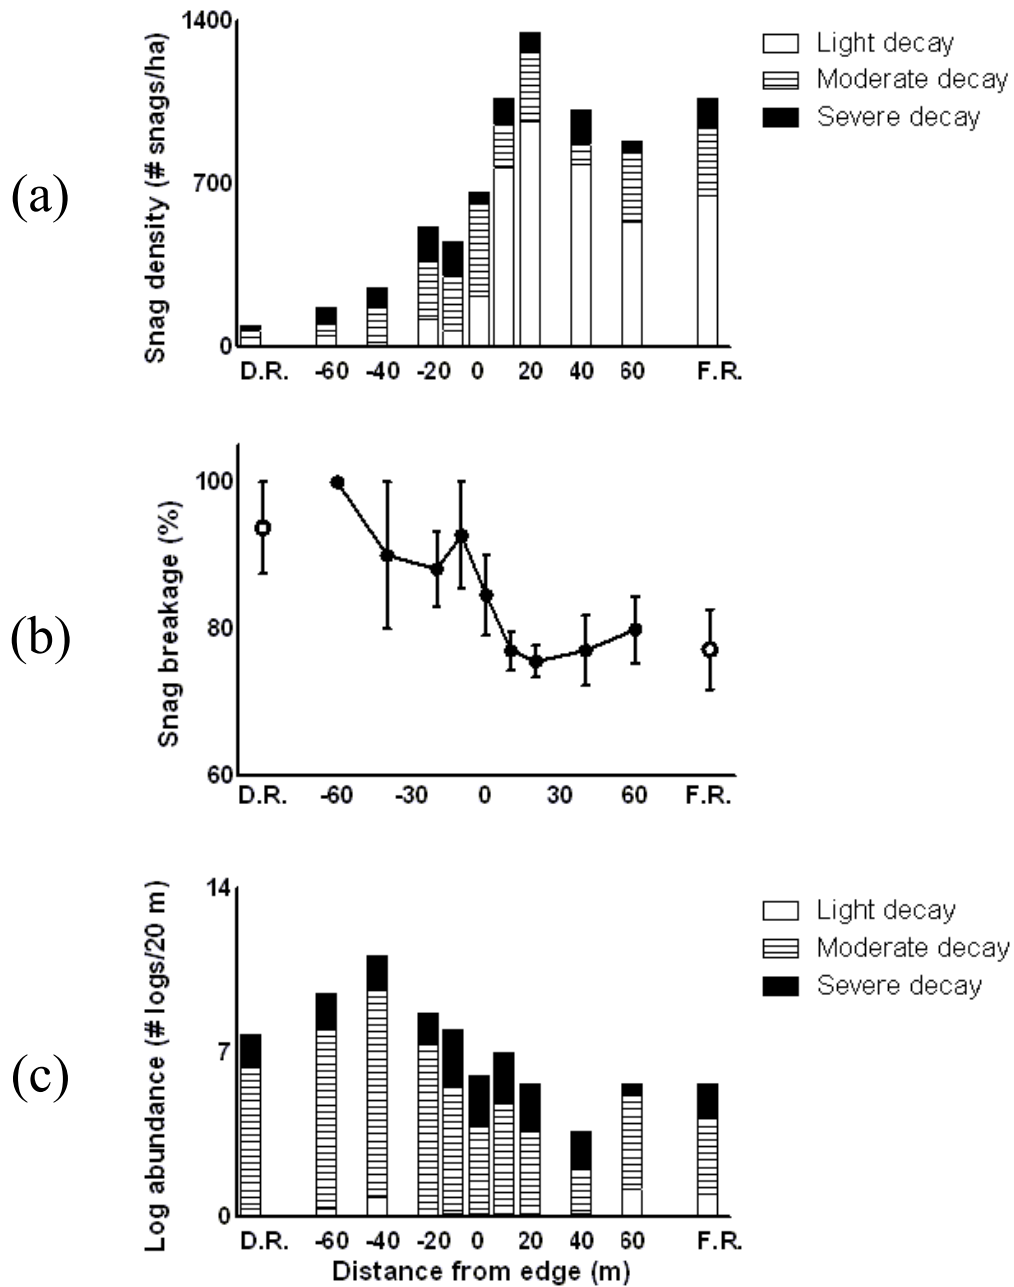 (a)
Snag density (# snags/ha)
1400
700
0
D.R. -60 -40 -20 0 20 40 60 F.R.
Light decay
Moderate decay
Severe decay
(b)
Snag breakage (%)
100
80
60
D.R. -60 -30 0 30 60 F.R.
(c)
Log abundance (# logs/20 m)
14
7
0
D.R. -60 -40 -20 0 20 40 60 F.R.
Distance from edge (m)
Light decay
Moderate decay
Severe decay